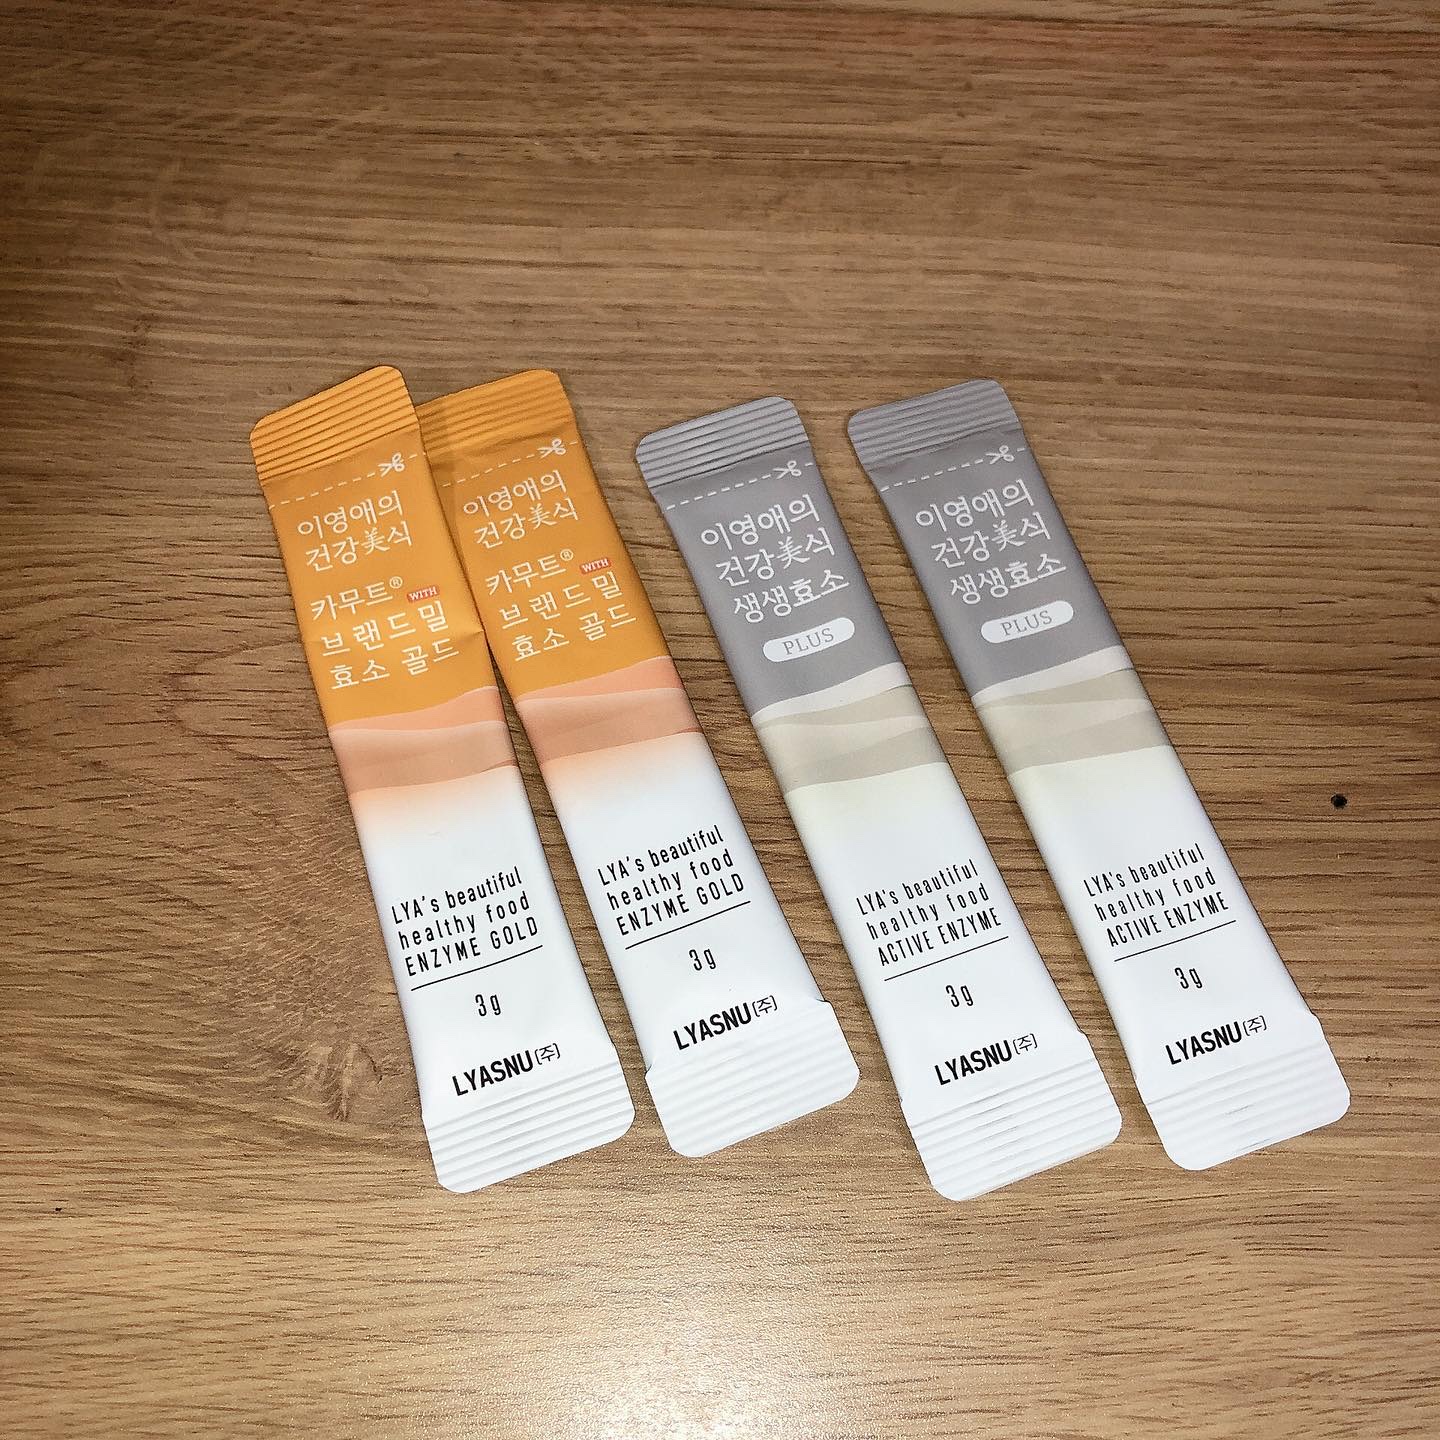 이영애의
건강美식
카무트® WITH
브랜드밀
효소 골드
LYA's beautiful
healthy food
ENZYME GOLD
3g
LYASNU(주)
이영애의
건강美식
카무트® WITH
브랜드밀
효소 골드
LYA's beautiful
healthy food
ENZYME GOLD
3g
LYASNU(주)
이영애의
건강美식
생생효소
PLUS
LYA's beautiful
healthy food
ACTIVE ENZYME
3g
LYASNU(주)
이영애의
건강美식
생생효소
PLUS
LYA's beautiful
healthy food
ACTIVE ENZYME
3g
LYASNU(주)